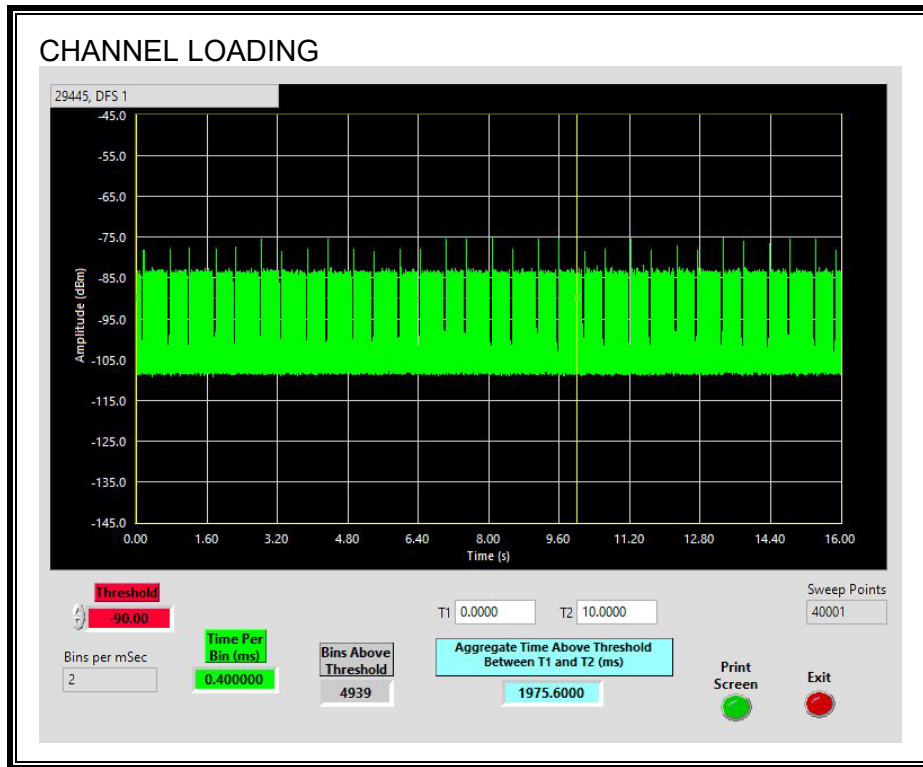 CHANNEL LOADING
29445, DFS 1
-45.0
-55.0
-65.0
-75.0
-85.0
-95.0
-105.0
-115.0
-125.0
-135.0
-145.0
Amplitude (dBm)
0.00 1.60 3.20 4.80 6.40 8.00 9.60 11.20 12.80 14.40 16.00
Time (s)
Threshold
-90.00
Bins per mSec
2
Time Per
Bin (ms)
0.400000
Bins Above
Threshold
4939
T1 0.0000 T2 10.0000
Aggregate Time Above Threshold
Between T1 and T2 (ms)
1975.6000
Sweep Points
40001
Print
Screen
Exit